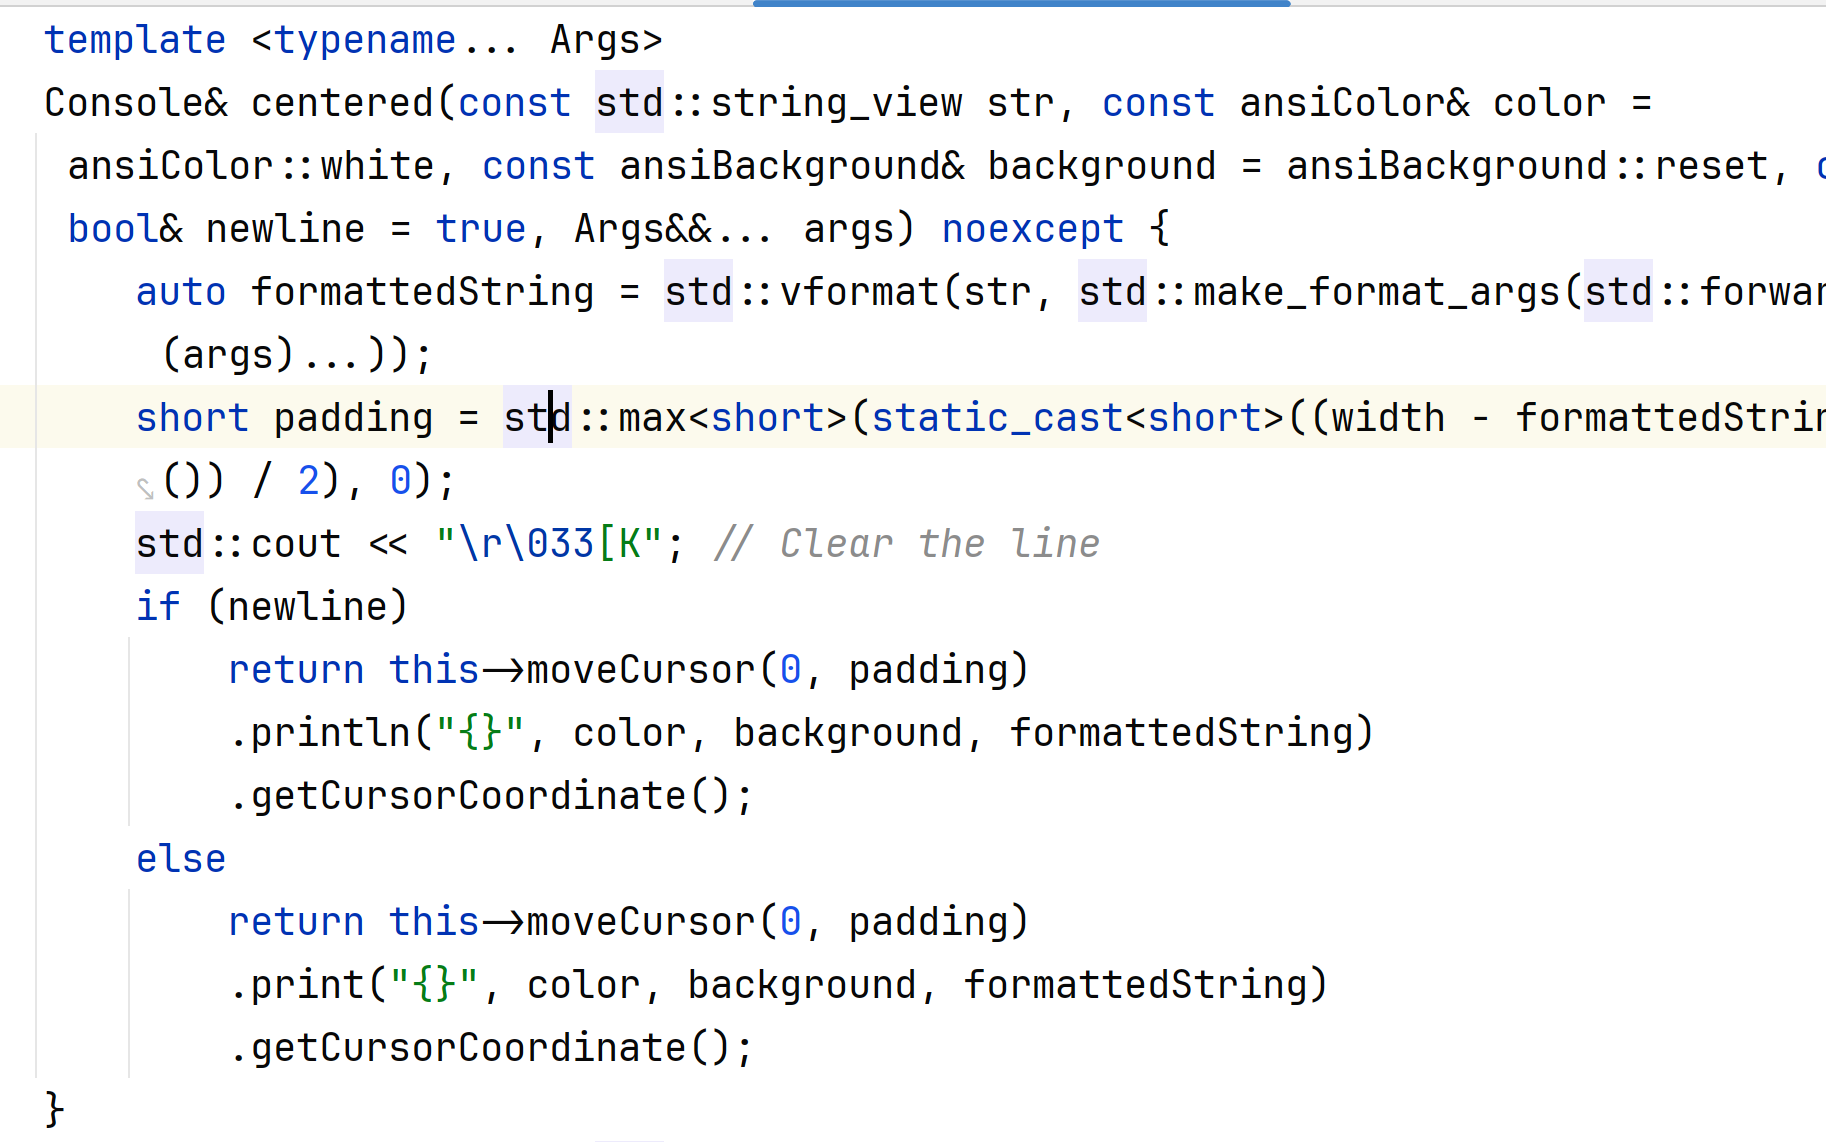 template <typename... Args>
Console& centered(const std::string_view str, const ansiColor& color =
ansiColor::white, const ansiBackground& background = ansiBackground::reset,
bool& newline = true, Args&&... args) noexcept {
auto formattedString = std::vformat(str, std::make_format_args(std::forwar
(args)...));
short padding = std::max<short>(static_cast<short>((width - formattedStrin
()) / 2), 0);
std::cout << "\r\033[K"; // Clear the line
if (newline)
return this->moveCursor(0, padding)
.println("{}", color, background, formattedString)
.getCursorCoordinate();
else
return this->moveCursor(0, padding)
.print("{}", color, background, formattedString)
.getCursorCoordinate();
}